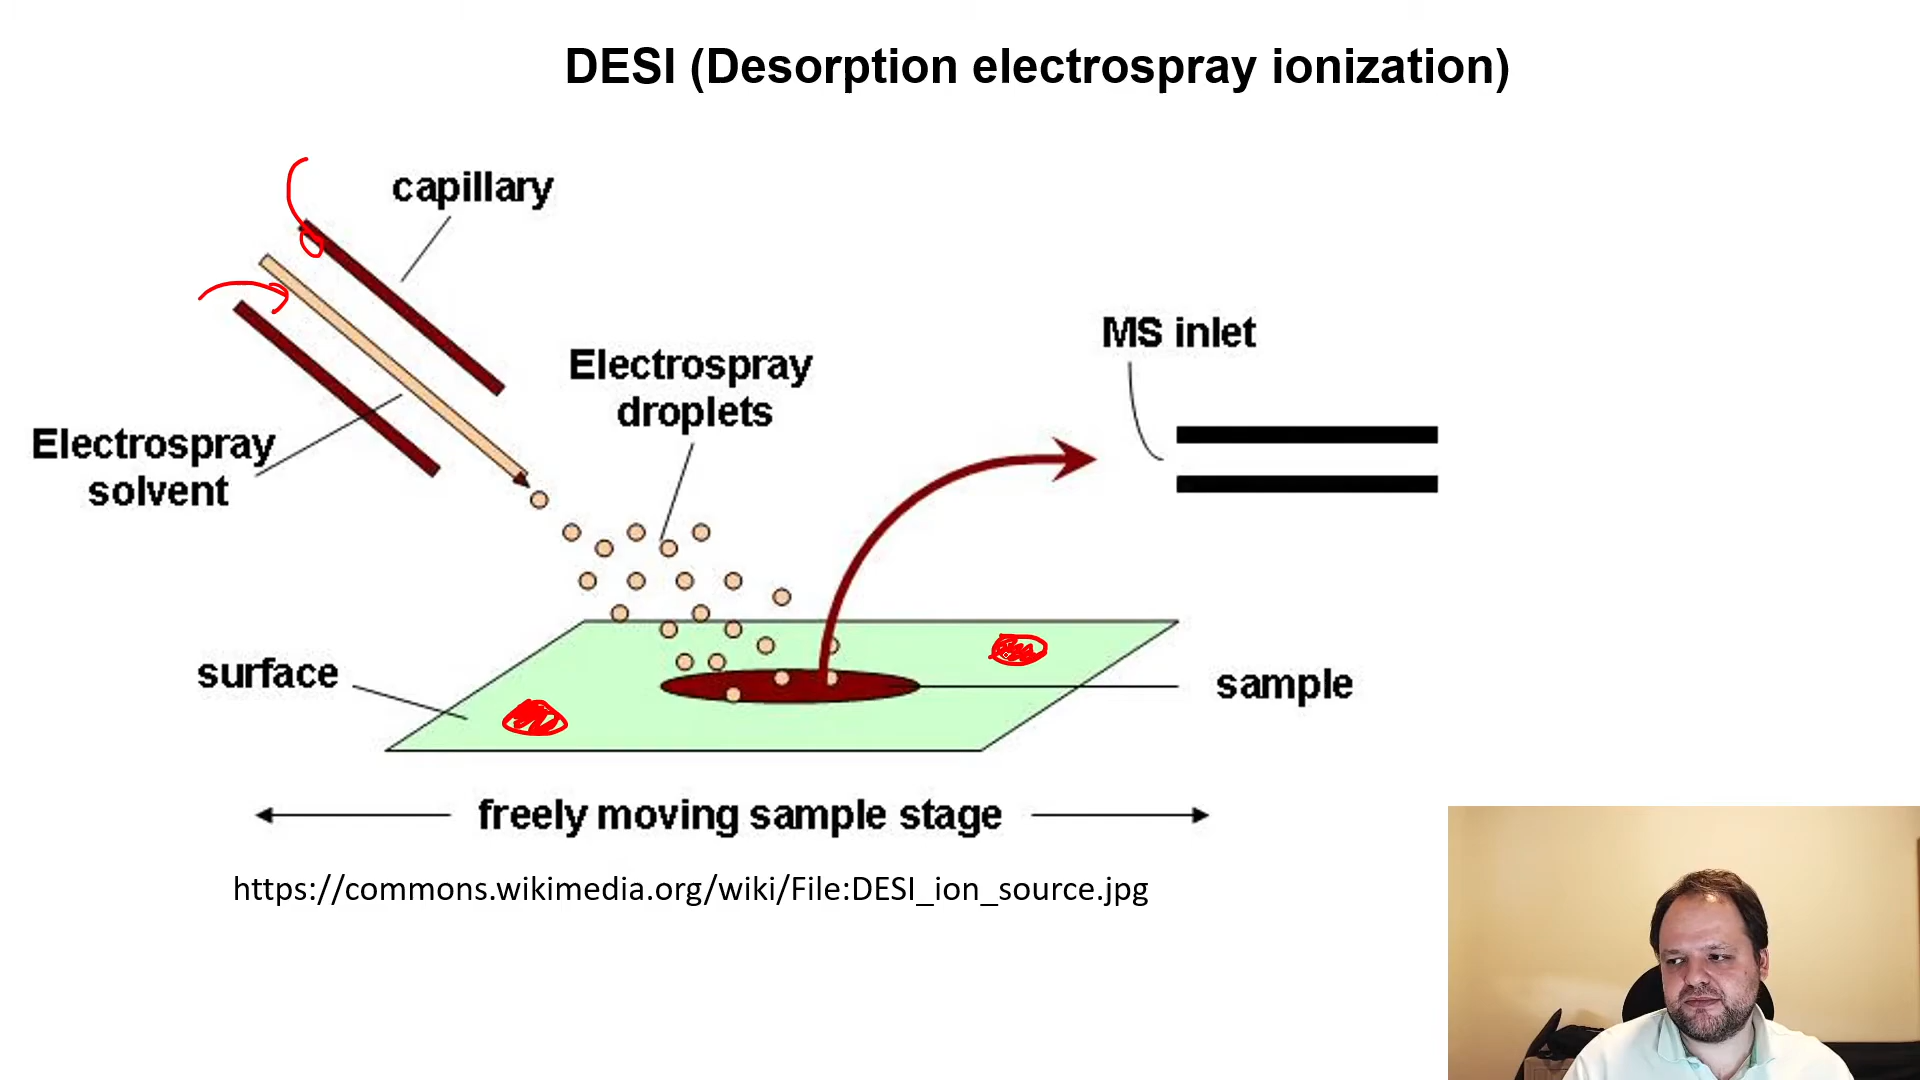 DESI (Desorption electrospray ionization)
capillary
MS inlet
Electrospray
droplets
Electrospray
solvent
surface
sample
freely moving sample stage
https://commons.wikimedia.org/wiki/File:DESI_ion_source.jpg